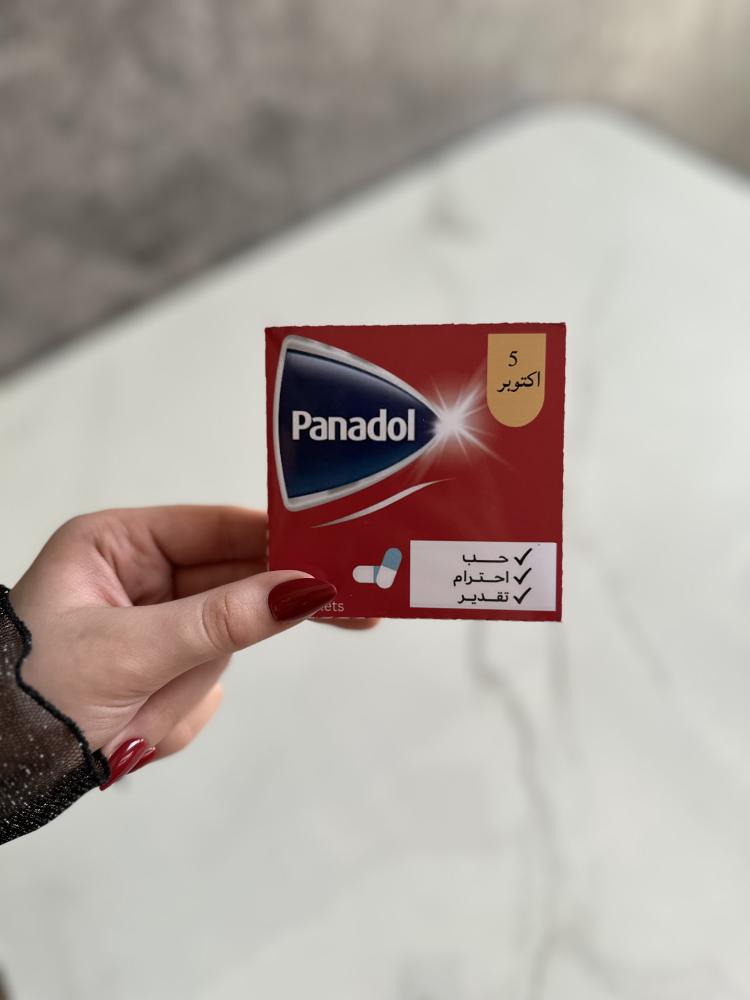 Panadol
5
اكتوبر
✓ حب
✓ احترام
✓ تقدير